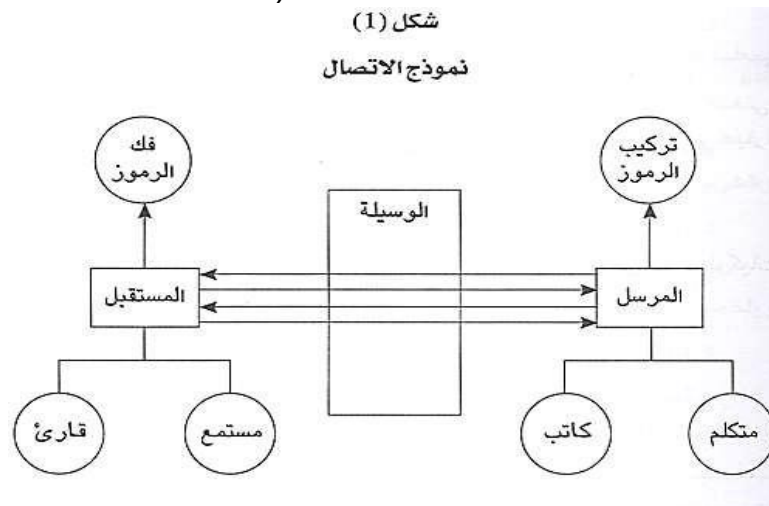 شكل (1)
نموذج الاتصال
تركيب
الرموز
فك
الرموز
الوسيلة
المرسل
المستقبل
متكلم
كاتب
مستمع
قارئ